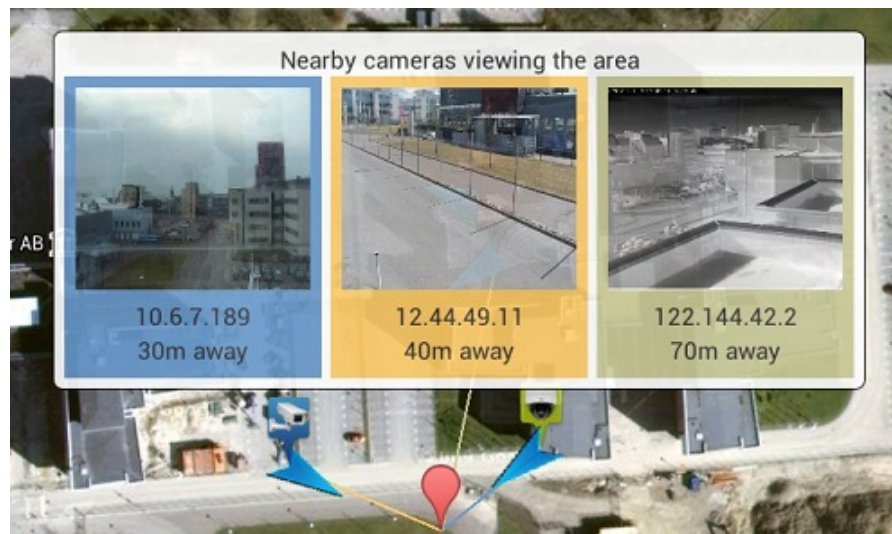 Nearby cameras viewing the area
r AB
10.6.7.189
12.44.49.11
122.144.42.2
30m away
40m away
70m away